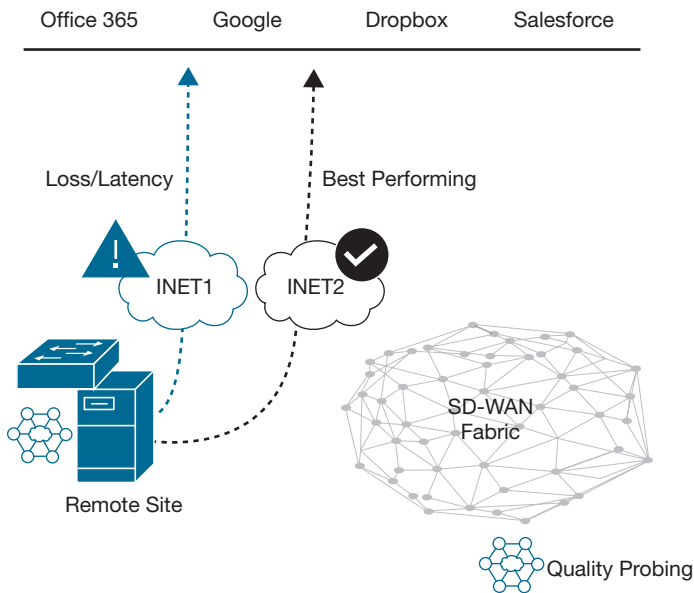 Office 365 Google Dropbox Salesforce
Loss/Latency Best Performing
!
INET1 INET2
SD-WAN
Fabric
Remote Site
Quality Probing